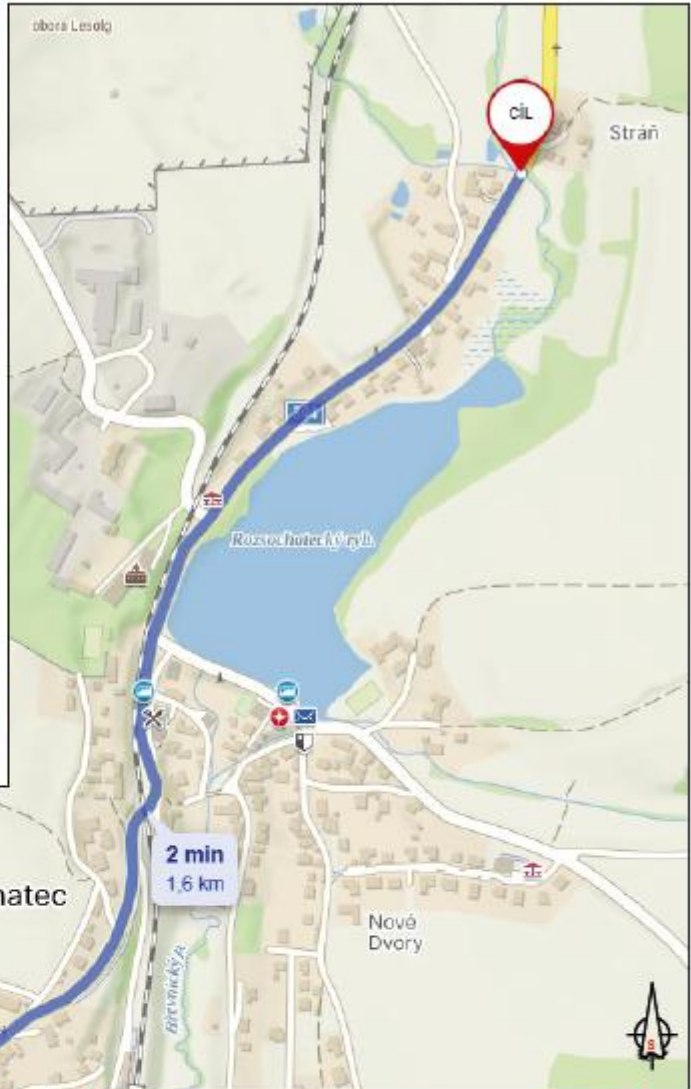 obora Lesolg
CÍL
Stráň
Rozsochatecký ryb.
2 min
1,6 km
hatec
Nové
Dvory
Břevnický p.
S